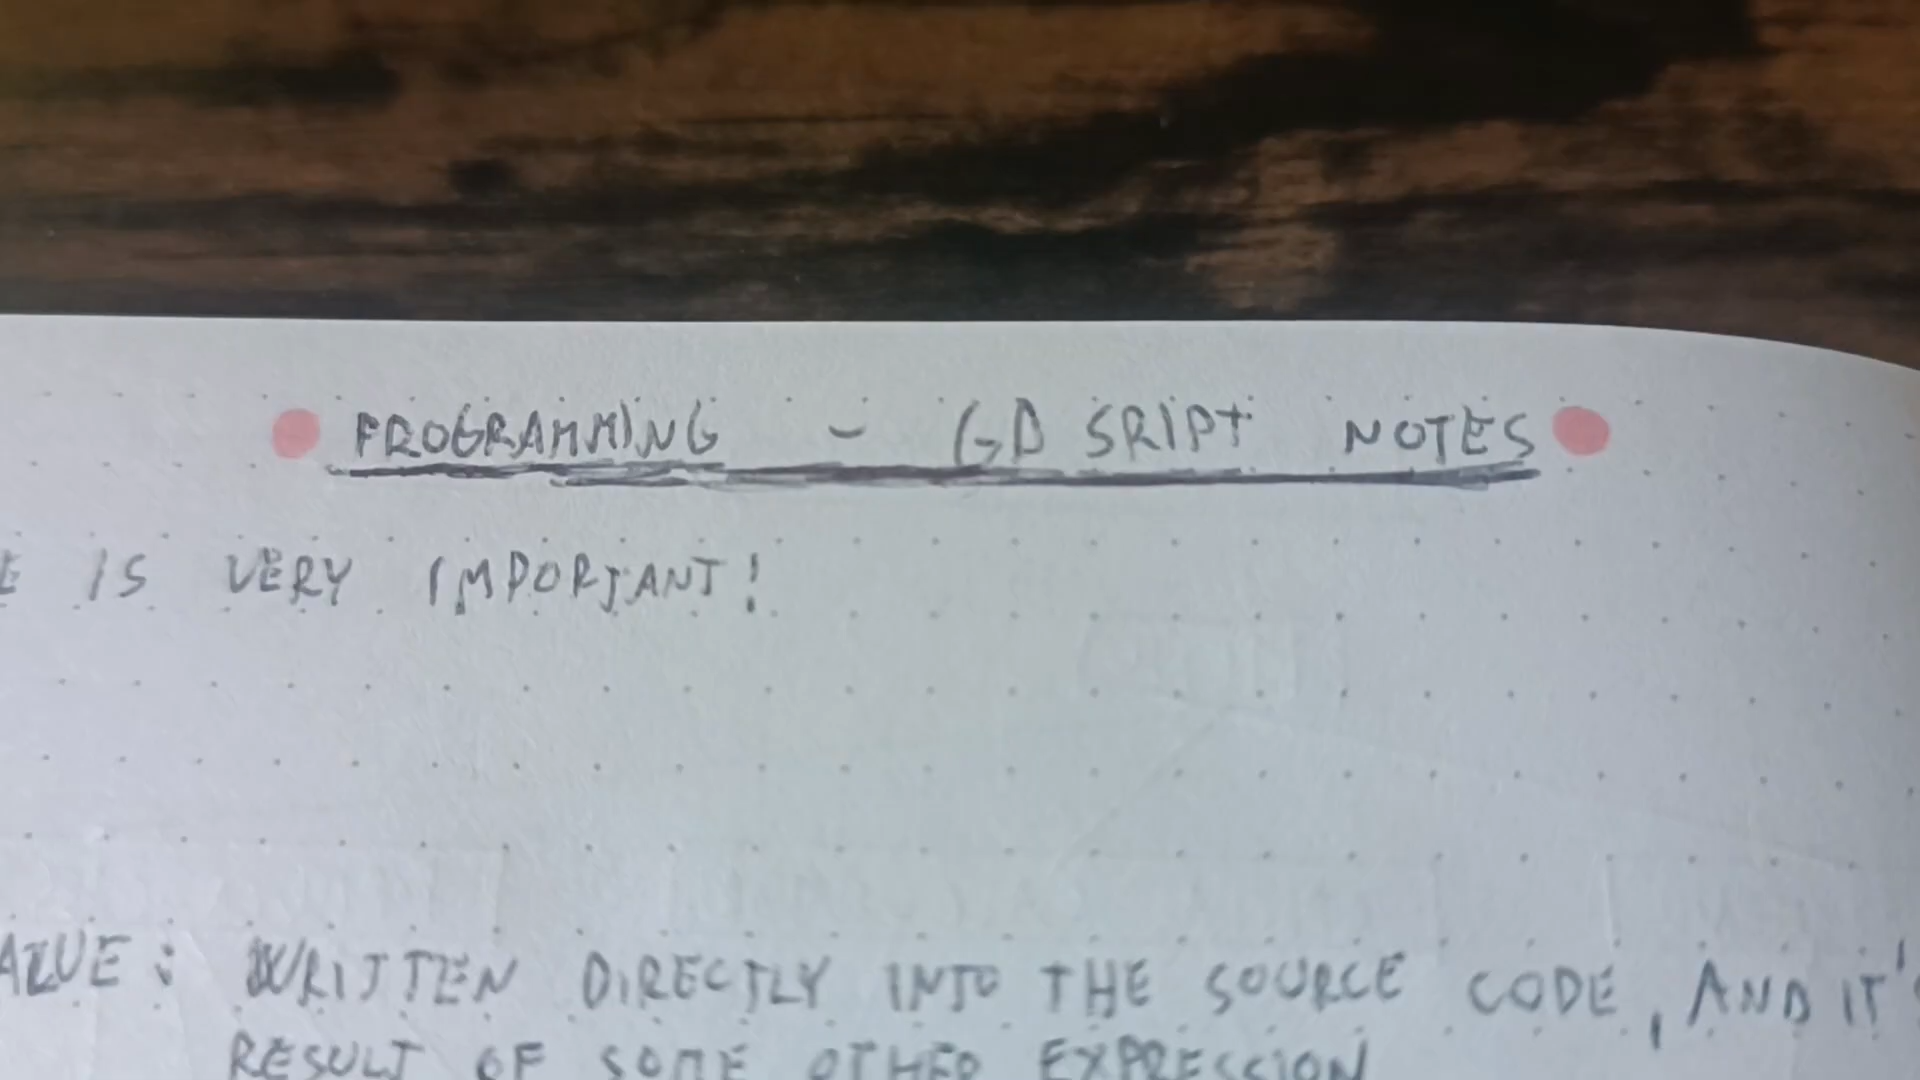 PROGRAMMING - GD SRIPT NOTES
IS VERY IMPORTANT!
WRITTEN DIRECTLY INTO THE SOURCE CODE, AND IT'
RESULT OF SOME OTHER EXPRESSION